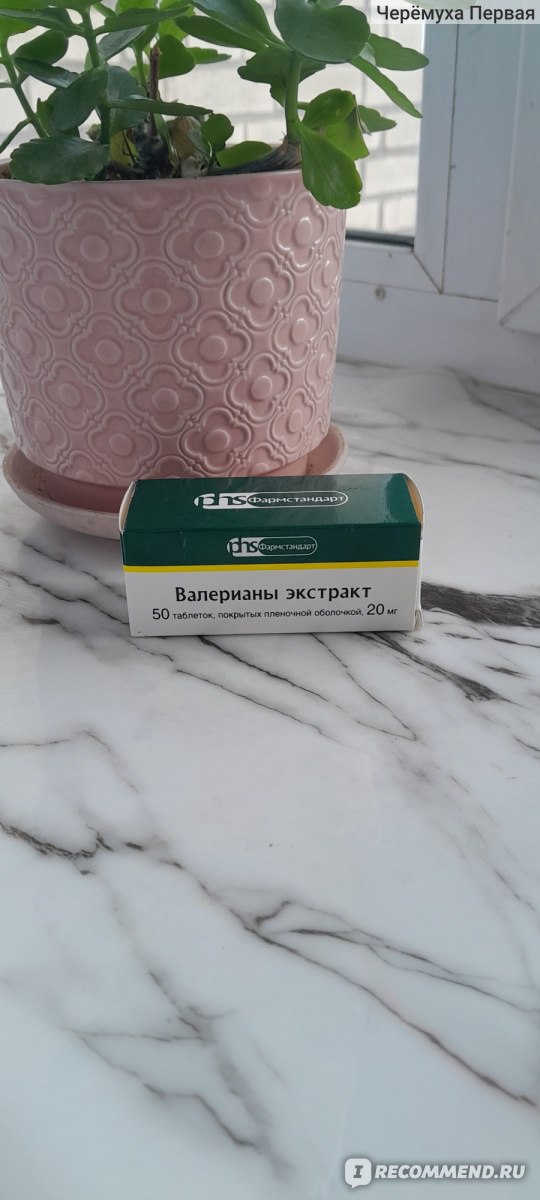 Черёмуха Первая
phs Фармстандарт
phs Фармстандарт
Валерианы экстракт
50 таблеток, покрытых пленочной оболочкой, 20 мг
I RECOMMEND.RU